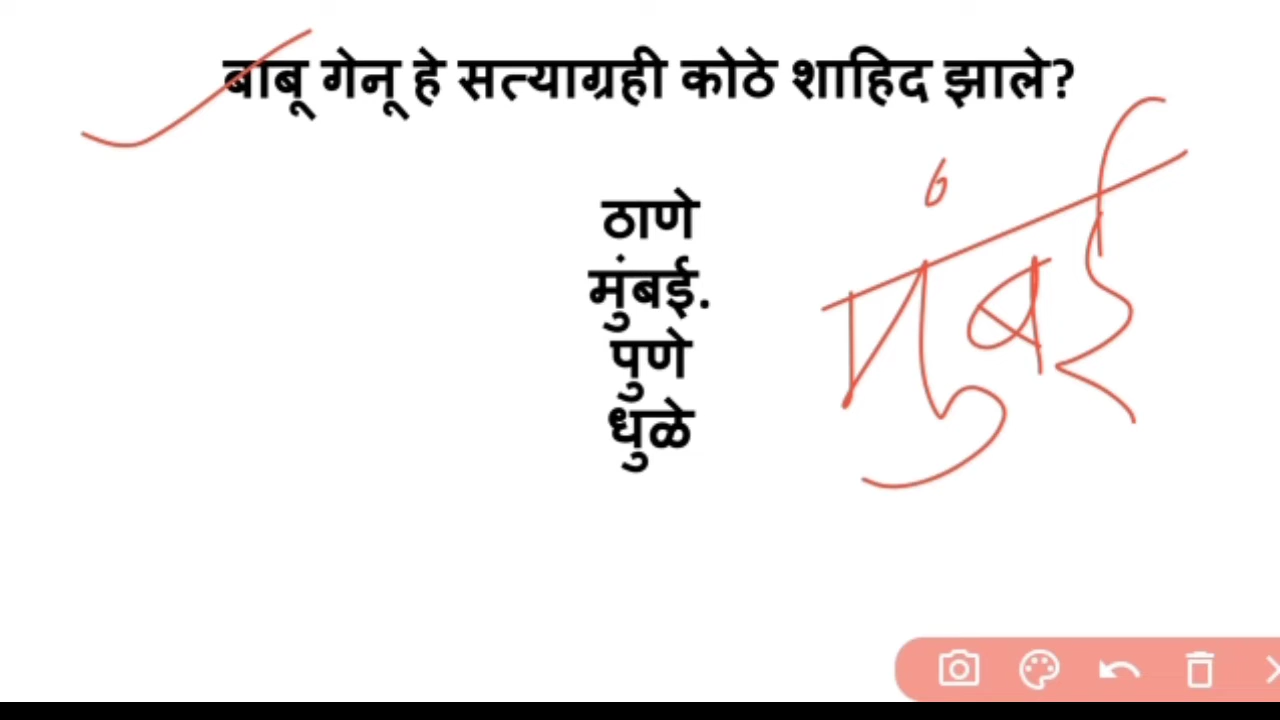 बाबू गेनू हे सत्याग्रही कोठे शाहिद झाले?
ठाणे
मुंबई.
पुणे
धुळे
मुंबई